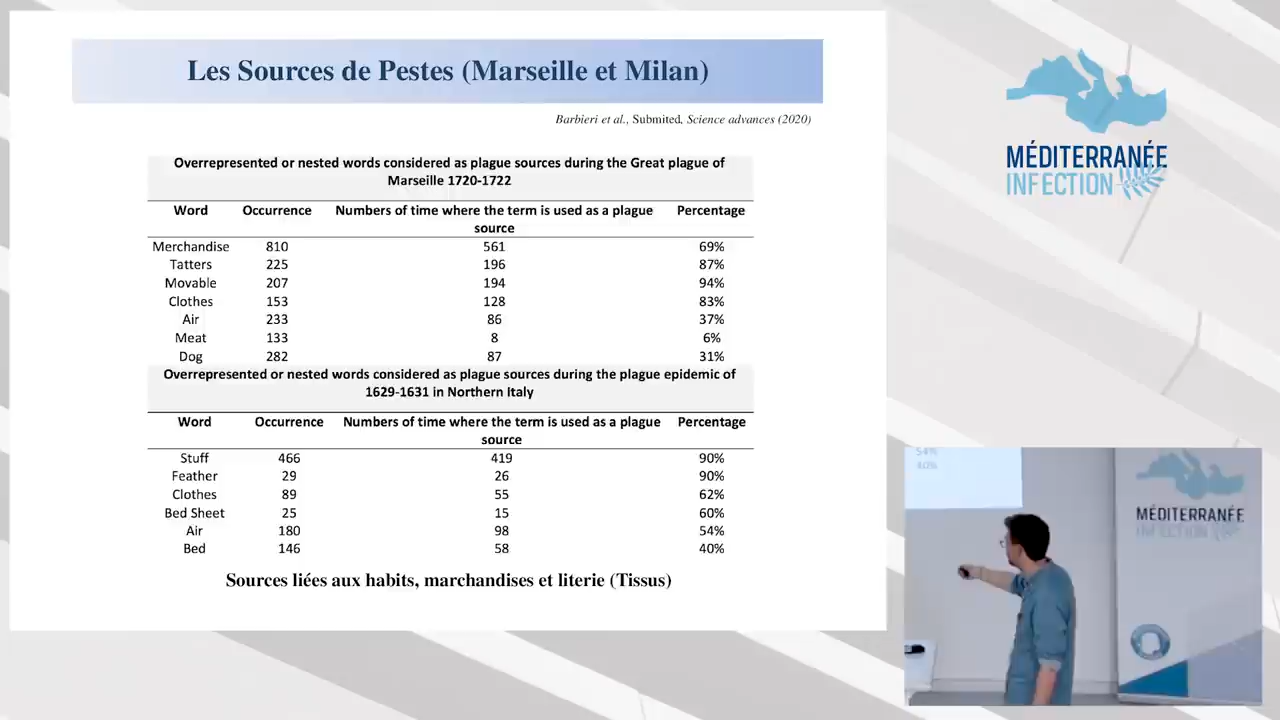 Les Sources de Pestes (Marseille et Milan)
Barbieri et al., Submited, Science advances (2020)
Overrepresented or nested words considered as plague sources during the Great plague of
Marseille 1720-1722
Word Occurrence Numbers of time where the term is used as a plague source Percentage
Merchandise 810 561 69%
Tatters 225 196 87%
Movable 207 194 94%
Clothes 153 128 83%
Air 233 86 37%
Meat 133 8 6%
Dog 282 87 31%
Overrepresented or nested words considered as plague sources during the plague epidemic of
1629-1631 in Northern Italy
Word Occurrence Numbers of time where the term is used as a plague source Percentage
Stuff 466 419 90%
Feather 29 26 90%
Clothes 89 55 62%
Bed Sheet 25 15 60%
Air 180 98 54%
Bed 146 58 40%
Sources liées aux habits, marchandises et literie (Tissus)
MÉDITERRANÉE
INFECTION
54%
40%
MÉDITERRANÉE
INFECTION